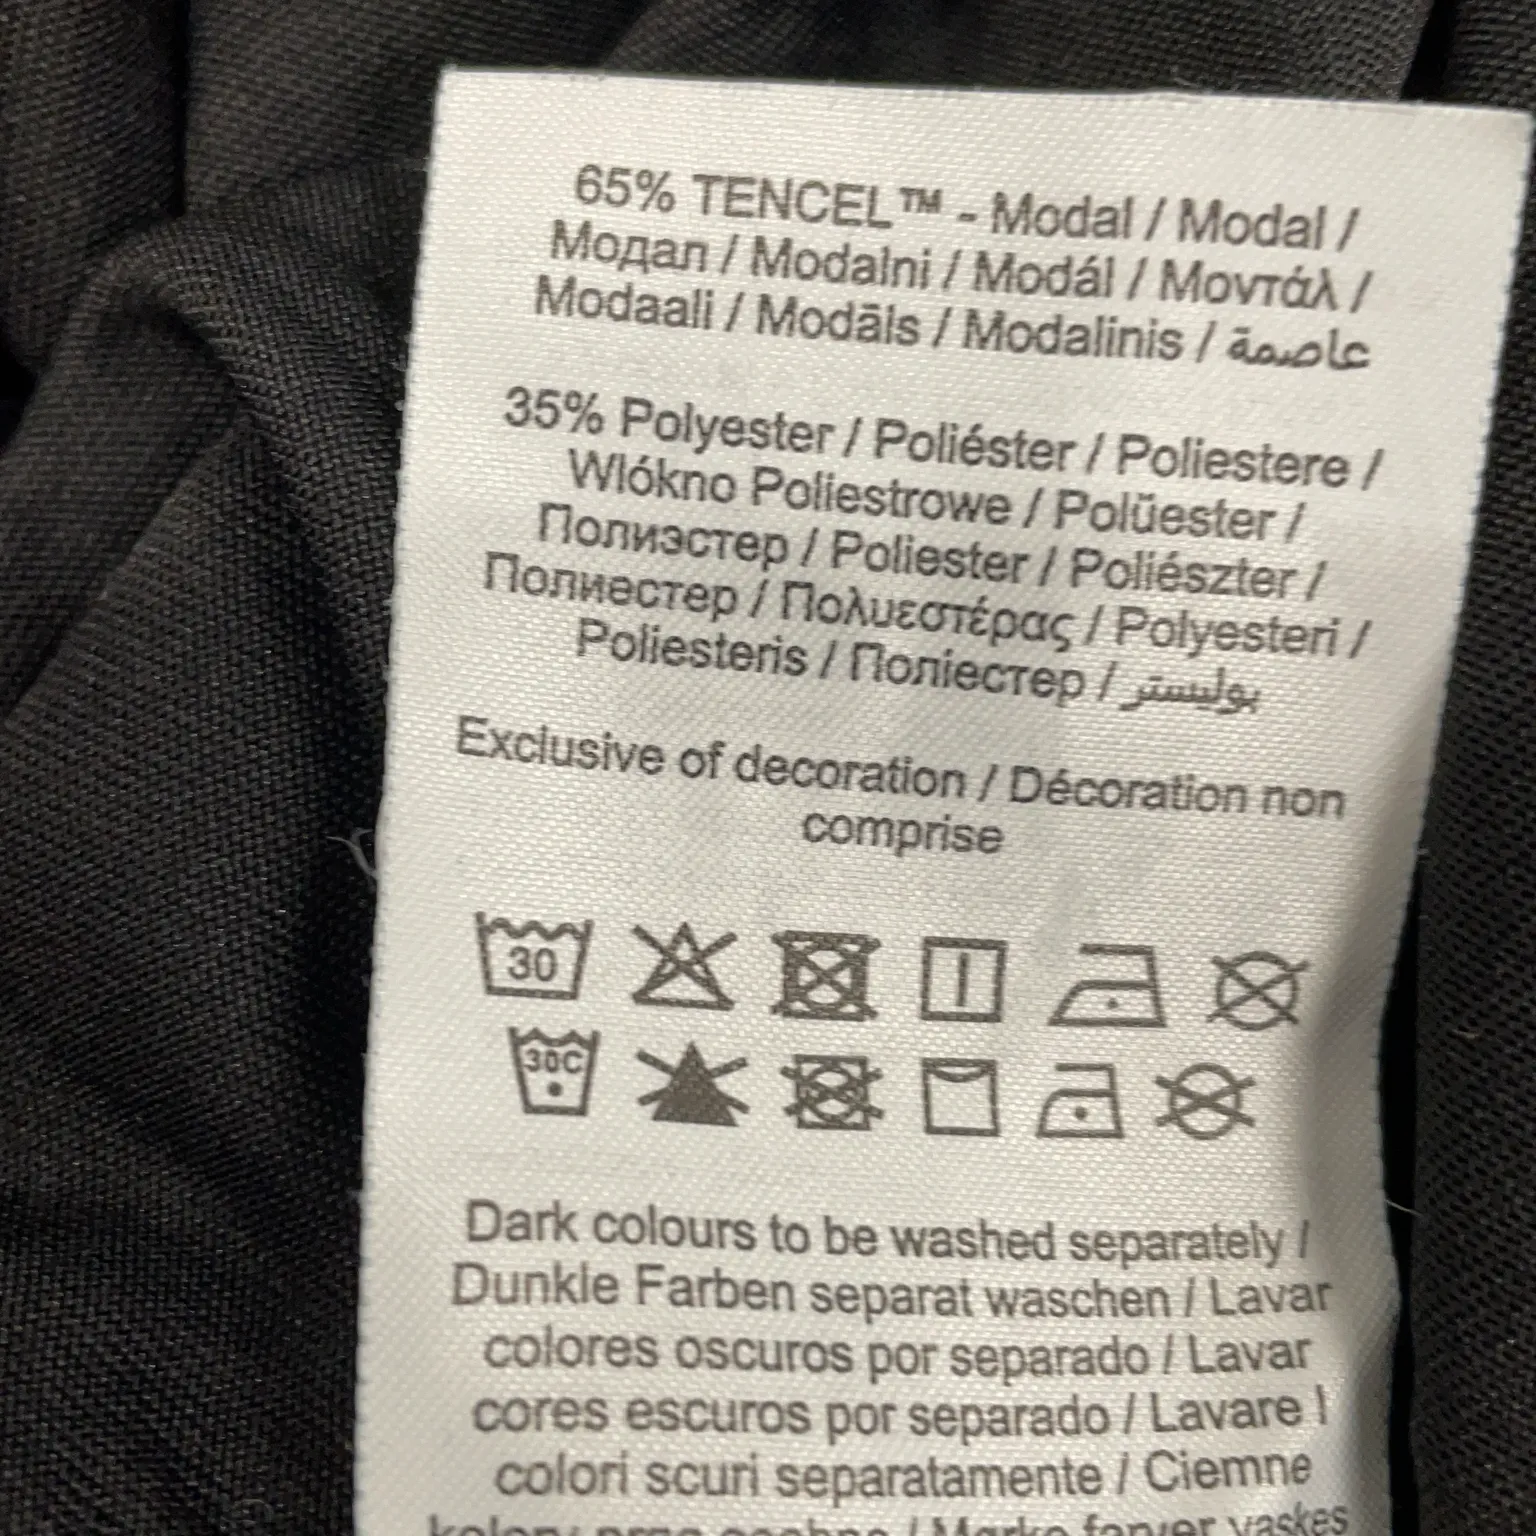 65% TENCEL™ - Modal / Modal /
Модал / Modalni / Modál / Μοντάλ /
Modaali / Modāls / Modalinis / عاصمة
35% Polyester / Poliéster / Poliestere /
Wlókno Poliestrowe / Polüester /
Полиэстер / Poliester / Poliészter /
Полиестер / Πολυεστέρας / Polyesteri /
Poliesteris / Поліестер / بوليستر
Exclusive of decoration / Décoration non
comprise
30
30C
Dark colours to be washed separately /
Dunkle Farben separat waschen / Lavar
colores oscuros por separado / Lavar
cores escuros por separado / Lavare I
colori scuri separatamente / Ciemne
/ farver vaskes